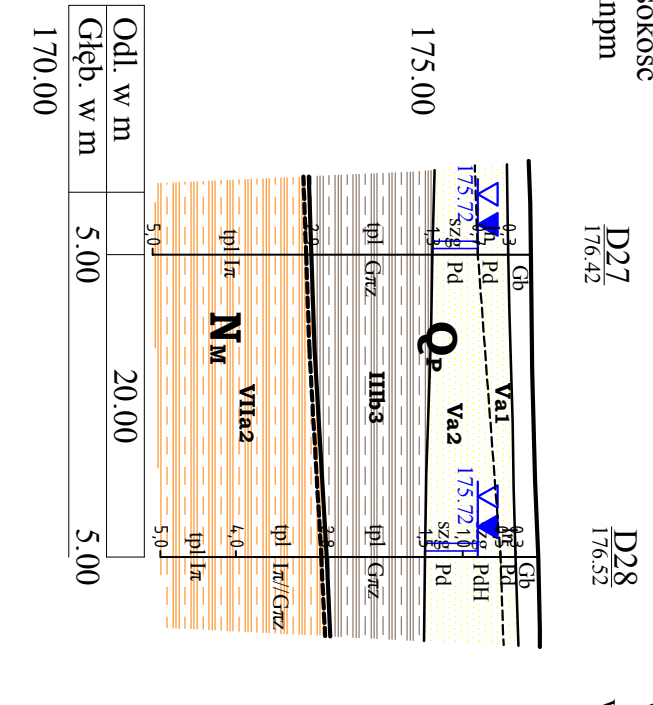 npm
D27
176.42
D28
176.52
175.00
170.00
Gb
0,3
Pd
175.72
szg
Pd
1,3
tpl
Gπz
2,9
tpl
Iπ
5,0
Va1
Q P
Va2
IIIb3
N M
VIIa2
Gb
0,3
Pd
175.72
PdH
1,0
szg
Pd
1,5
tpl
Gπz
2,8
tpl
Iπ//Gπz
4,0
tpl
Iπ
5,0
Odl. w m
20.00
Głęb. w m
5.00
5.00